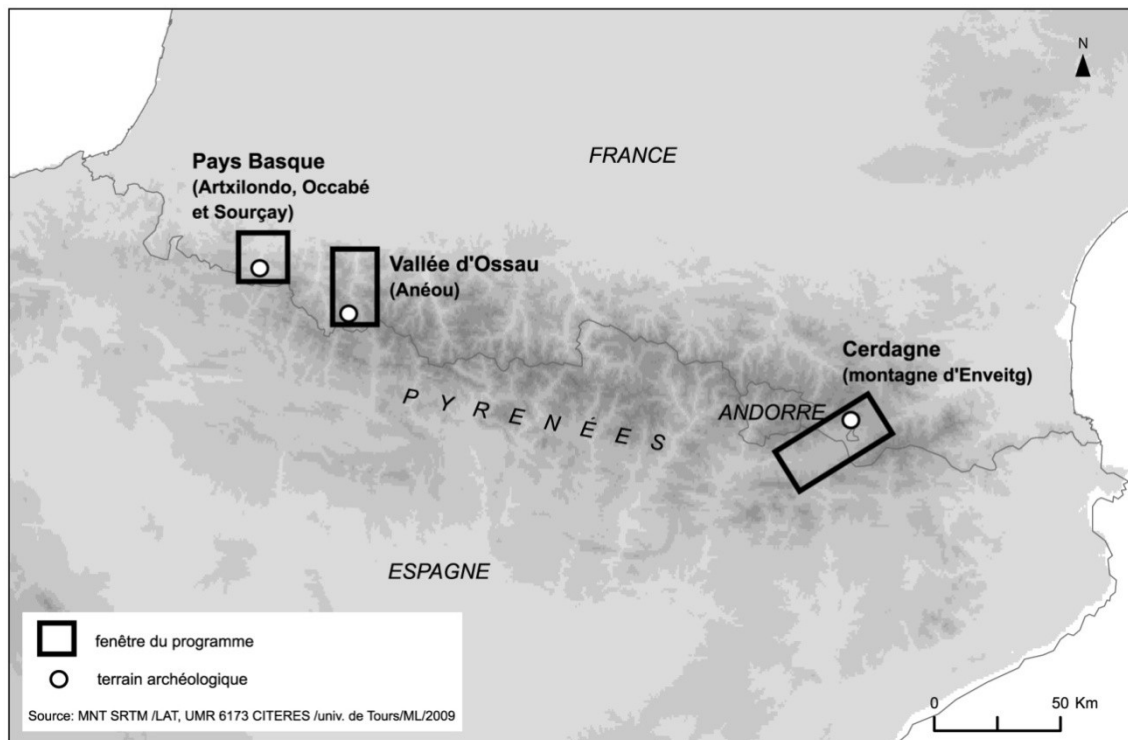 N
FRANCE
Pays Basque
(Artxilondo, Occabé
et Sourçay)
Vallée d'Ossau
(Anéou)
Cerdagne
(montagne d'Enveitg)
ANDORRE
PYRENÉES
ESPAGNE
fenêtre du programme
terrain archéologique
Source: MNT SRTM /LAT, UMR 6173 CITERES /univ. de Tours/ML/2009
0 50 Km